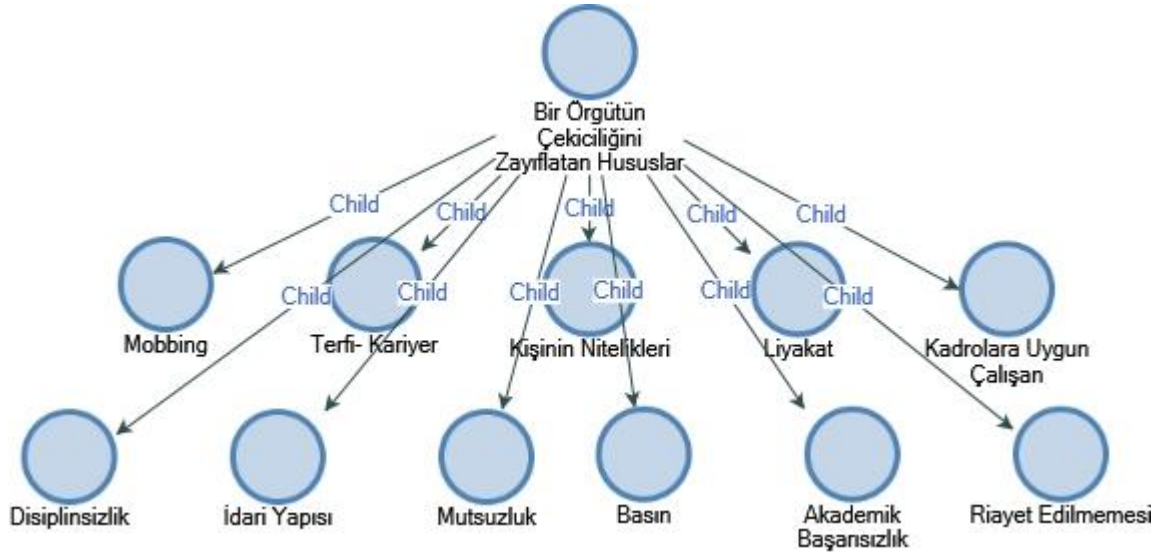 Bir Örgütün
Çekiciliğini
Zayıflatan Hususlar
Child
Child
Child
Child
Child
Child
Child
Child
Child
Child
Child
Mobbing
Terfi- Kariyer
Kişinin Nitelikleri
Liyakat
Kadrolara Uygun
Çalışan
Disiplinsizlik
İdari Yapısı
Mutsuzluk
Basın
Akademik
Başarısızlık
Riayet Edilmemesi